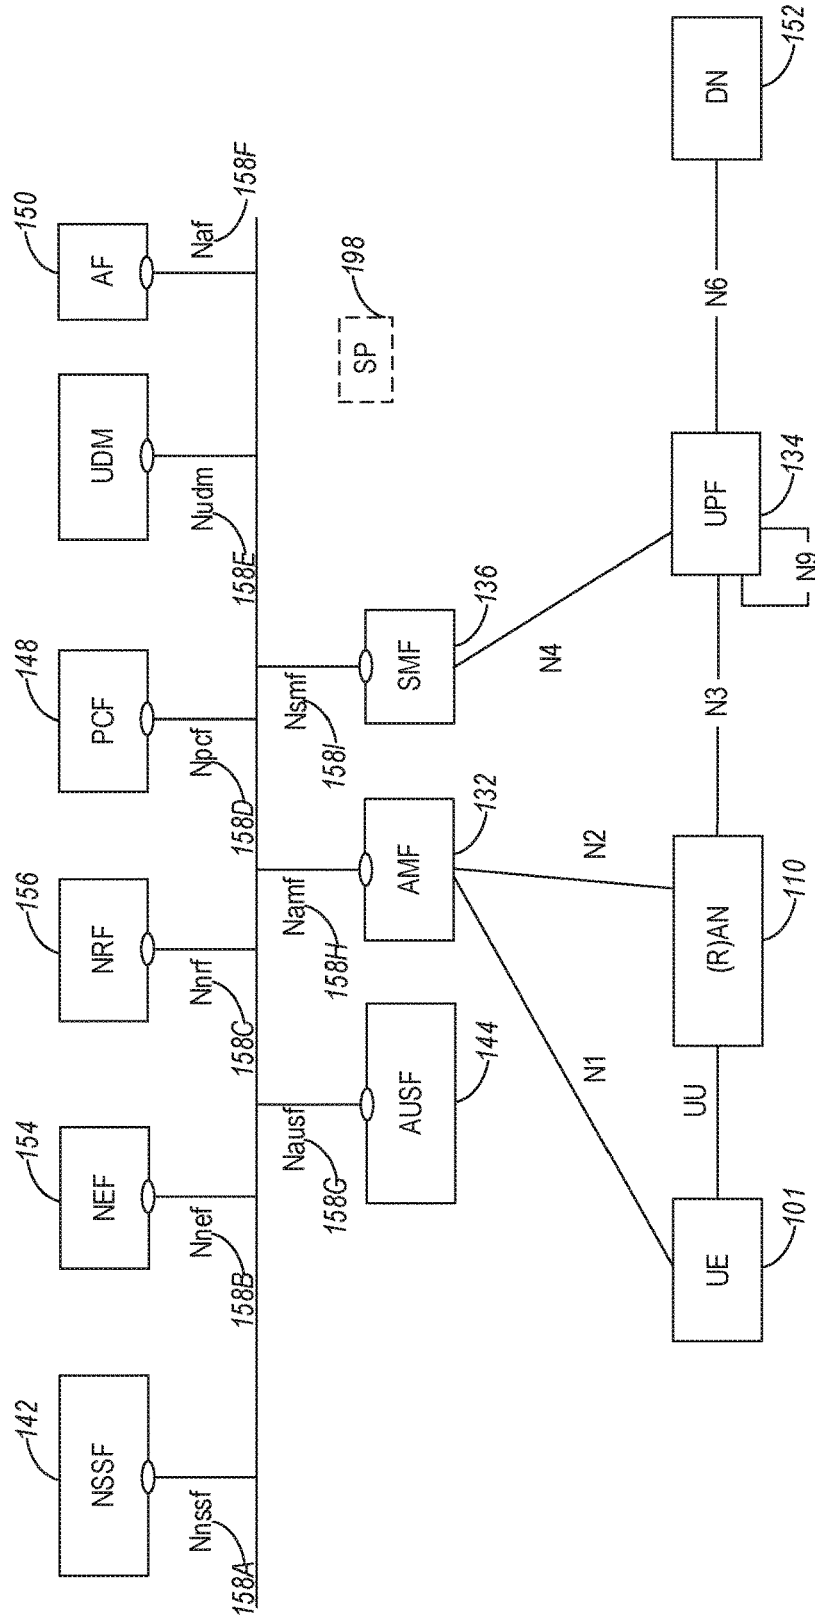 142
154
156
148
150
NSSF
NEF
NRF
PCF
UDM
AF
Nnssf
Nnef
Nnrf
Npcf
Nudm
Naf
158A
158B
158C
158D
158E
158F
Nausf
Namf
Nsmf
158G
158H
158I
SP
198
AUSF
AMF
SMF
144
132
136
N1
N2
N4
UE
UU
(R)AN
N3
UPF
N6
DN
101
110
134
152
N9